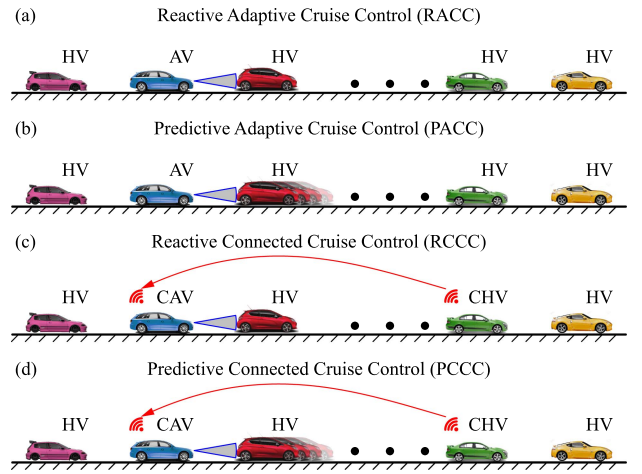 (a) Reactive Adaptive Cruise Control (RACC)
HV AV HV HV HV
(b) Predictive Adaptive Cruise Control (PACC)
HV AV HV HV HV
(c) Reactive Connected Cruise Control (RCCC)
HV CAV HV CHV HV
(d) Predictive Connected Cruise Control (PCCC)
HV CAV HV CHV HV